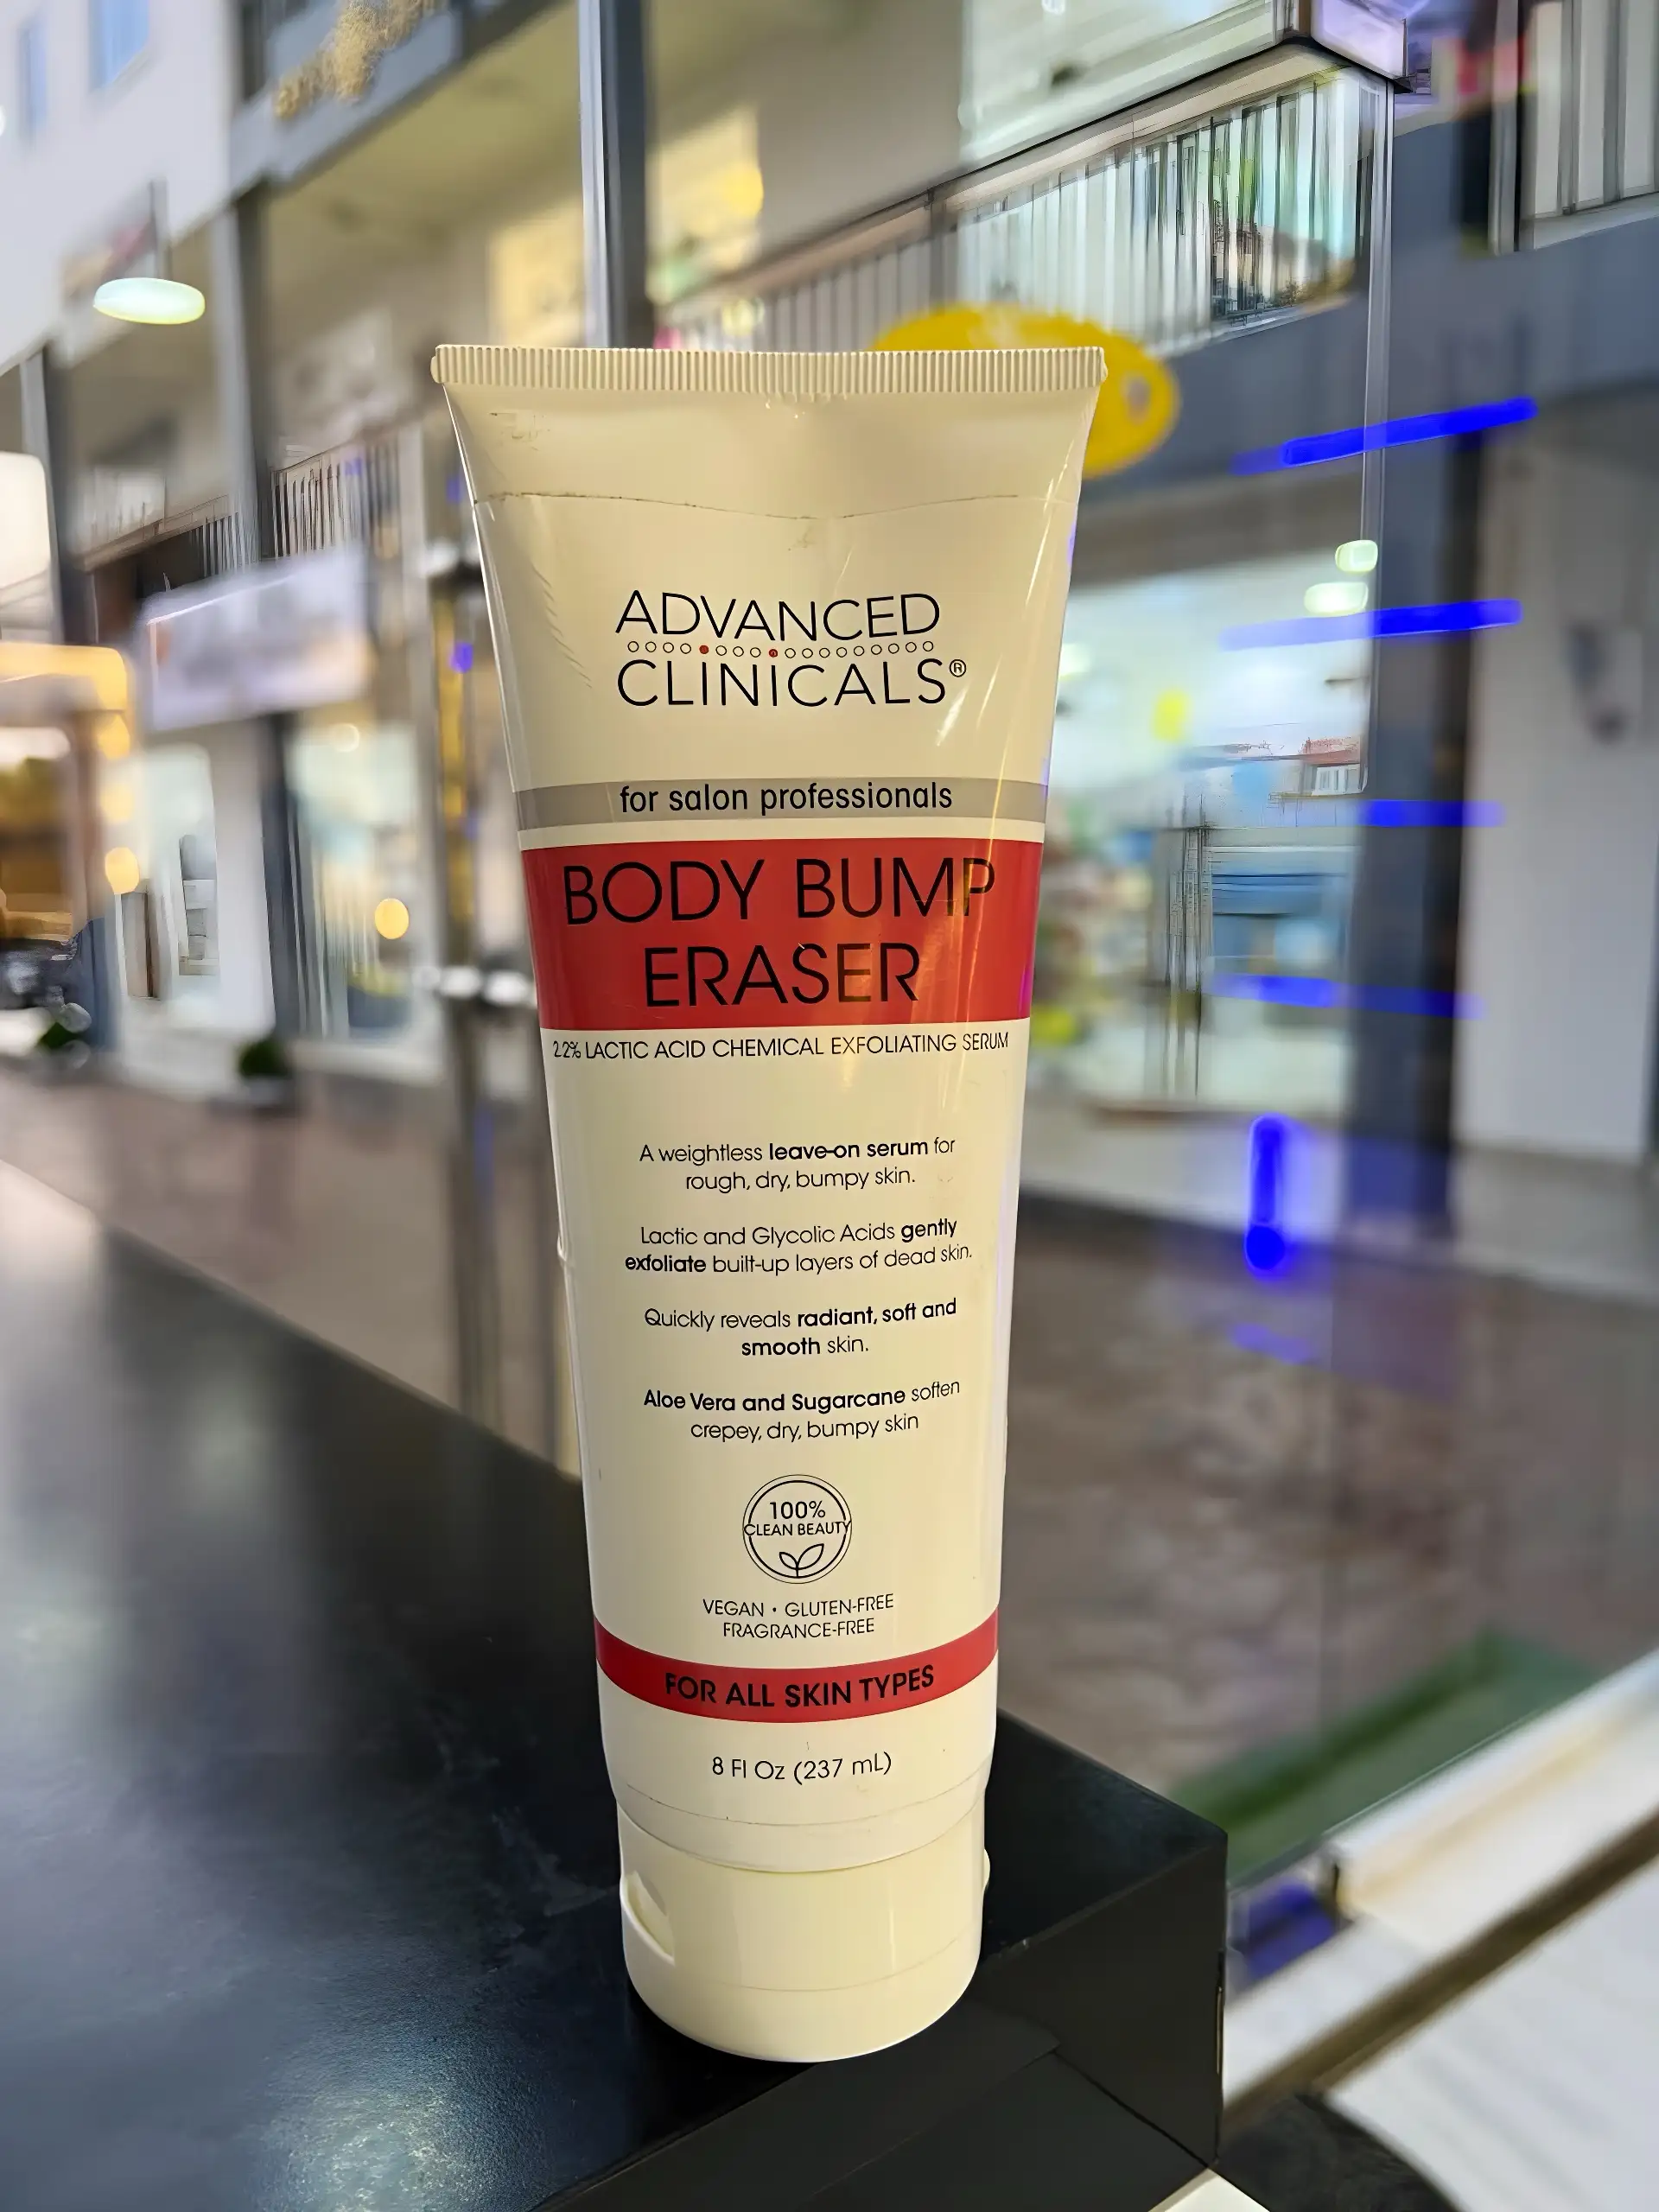 ADVANCED
CLINICALS®
for salon professionals
BODY BUMP
ERASER
2.2% LACTIC ACID CHEMICAL EXFOLIATING SERUM
A weightless leave-on serum for
rough, dry, bumpy skin.
Lactic and Glycolic Acids gently
exfoliate built-up layers of dead skin.
Quickly reveals radiant, soft and
smooth skin.
Aloe Vera and Sugarcane soften
crepey, dry, bumpy skin
100%
CLEAN BEAUTY
VEGAN • GLUTEN-FREE
FRAGRANCE-FREE
FOR ALL SKIN TYPES
8 Fl Oz (237 mL)